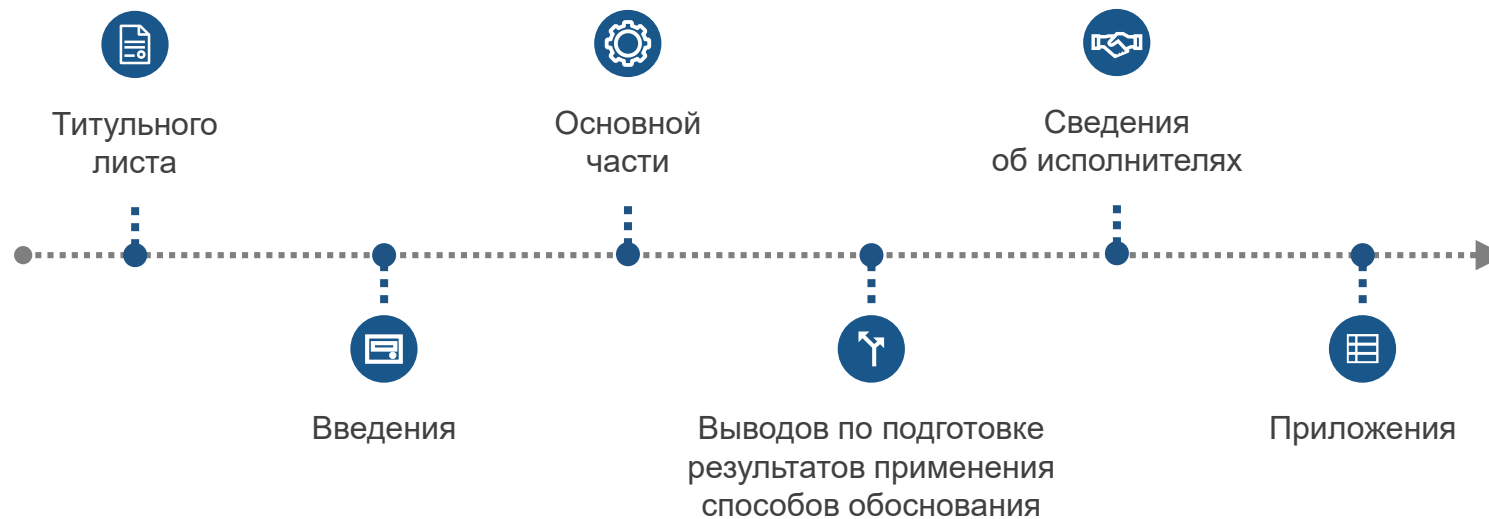 Титульного
листа
Введения
Основной
части
Выводов по подготовке
результатов применения
способов обоснования
Сведения
об исполнителях
Приложения